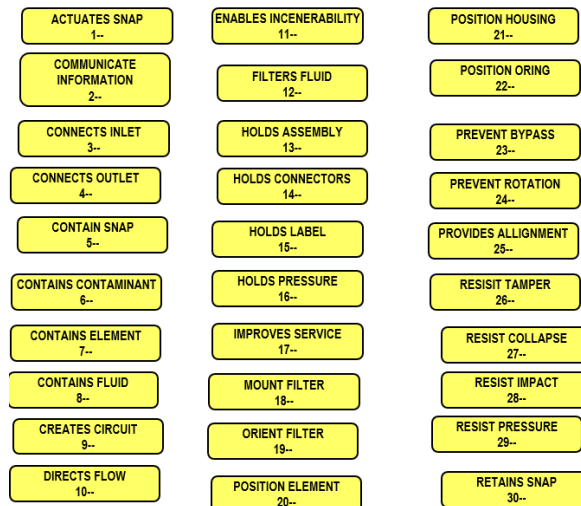 ACTUATES SNAP
1--
COMMUNICATE
INFORMATION
2--
CONNECTS INLET
3--
CONNECTS OUTLET
4--
CONTAIN SNAP
5--
CONTAINS CONTAMINANT
6--
CONTAINS ELEMENT
7--
CONTAINS FLUID
8--
CREATES CIRCUIT
9--
DIRECTS FLOW
10--
ENABLES INCENERABILITY
11--
FILTERS FLUID
12--
HOLDS ASSEMBLY
13--
HOLDS CONNECTORS
14--
HOLDS LABEL
15--
HOLDS PRESSURE
16--
IMPROVES SERVICE
17--
MOUNT FILTER
18--
ORIENT FILTER
19--
POSITION ELEMENT
20--
POSITION HOUSING
21--
POSITION ORING
22--
PREVENT BYPASS
23--
PREVENT ROTATION
24--
PROVIDES ALLIGNMENT
25--
RESISIT TAMPER
26--
RESIST COLLAPSE
27--
RESIST IMPACT
28--
RESIST PRESSURE
29--
RETAINS SNAP
30--